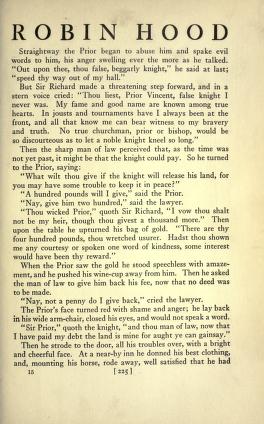 ROBIN HOOD
Straightway the Prior began to abuse him and spake evil
words to him, his anger swelling ever the more as he talked.
"Out upon thee, thou false, beggarly knight," he said at last;
"speed thy way out of my hall."
But Sir Richard made a threatening step forward, and in a
stern voice cried: "Thou liest, Prior Vincent, false knight I
never was. My fame and good name are known among true
hearts. In jousts and tournaments have I always been at the
front, and all that know me can bear witness to my bravery
and truth. No true churchman, prior or bishop, would be
so discourteous as to let a noble knight kneel so long."
Then the sharp man of law perceived that, as the time was
not yet past, it might be that the knight could pay. So he turned
to the Prior, saying:
"What wilt thou give if the knight will release his land, for
you may have some trouble to keep it in peace?"
"A hundred pounds will I give," said the Prior.
"Nay, give him two hundred," said the lawyer.
"Thou wicked Prior," quoth Sir Richard, "I vow thou shalt
not be my heir, though thou givest a thousand more." Then
upon the table he upturned his bag of gold. "There are thy
four hundred pounds, thou wretched usurer. Hadst thou shown
me any courtesy or spoken one word of kindness, some interest
would have been thy reward."
When the Prior saw the gold he stood speechless with amaze-
ment, and he pushed his wine-cup away from him. Then he asked
the man of law to give him back his fee, now that no deed was
to be made.
"Nay, not a penny do I give back," cried the lawyer.
The Prior's face turned red with shame and anger; he lay back
in his wide arm-chair, closed his eyes, and would not speak a word.
"Sir Prior," quoth the knight, "and thou man of law, now that
I have paid my debt the land is mine for aught ye can gainsay."
Then he strode to the door, all his troubles over, with a bright
and cheerful face. At a near-by inn he donned his best clothing,
and, mounting his horse, rode away, well satisfied that he had
15 [225]